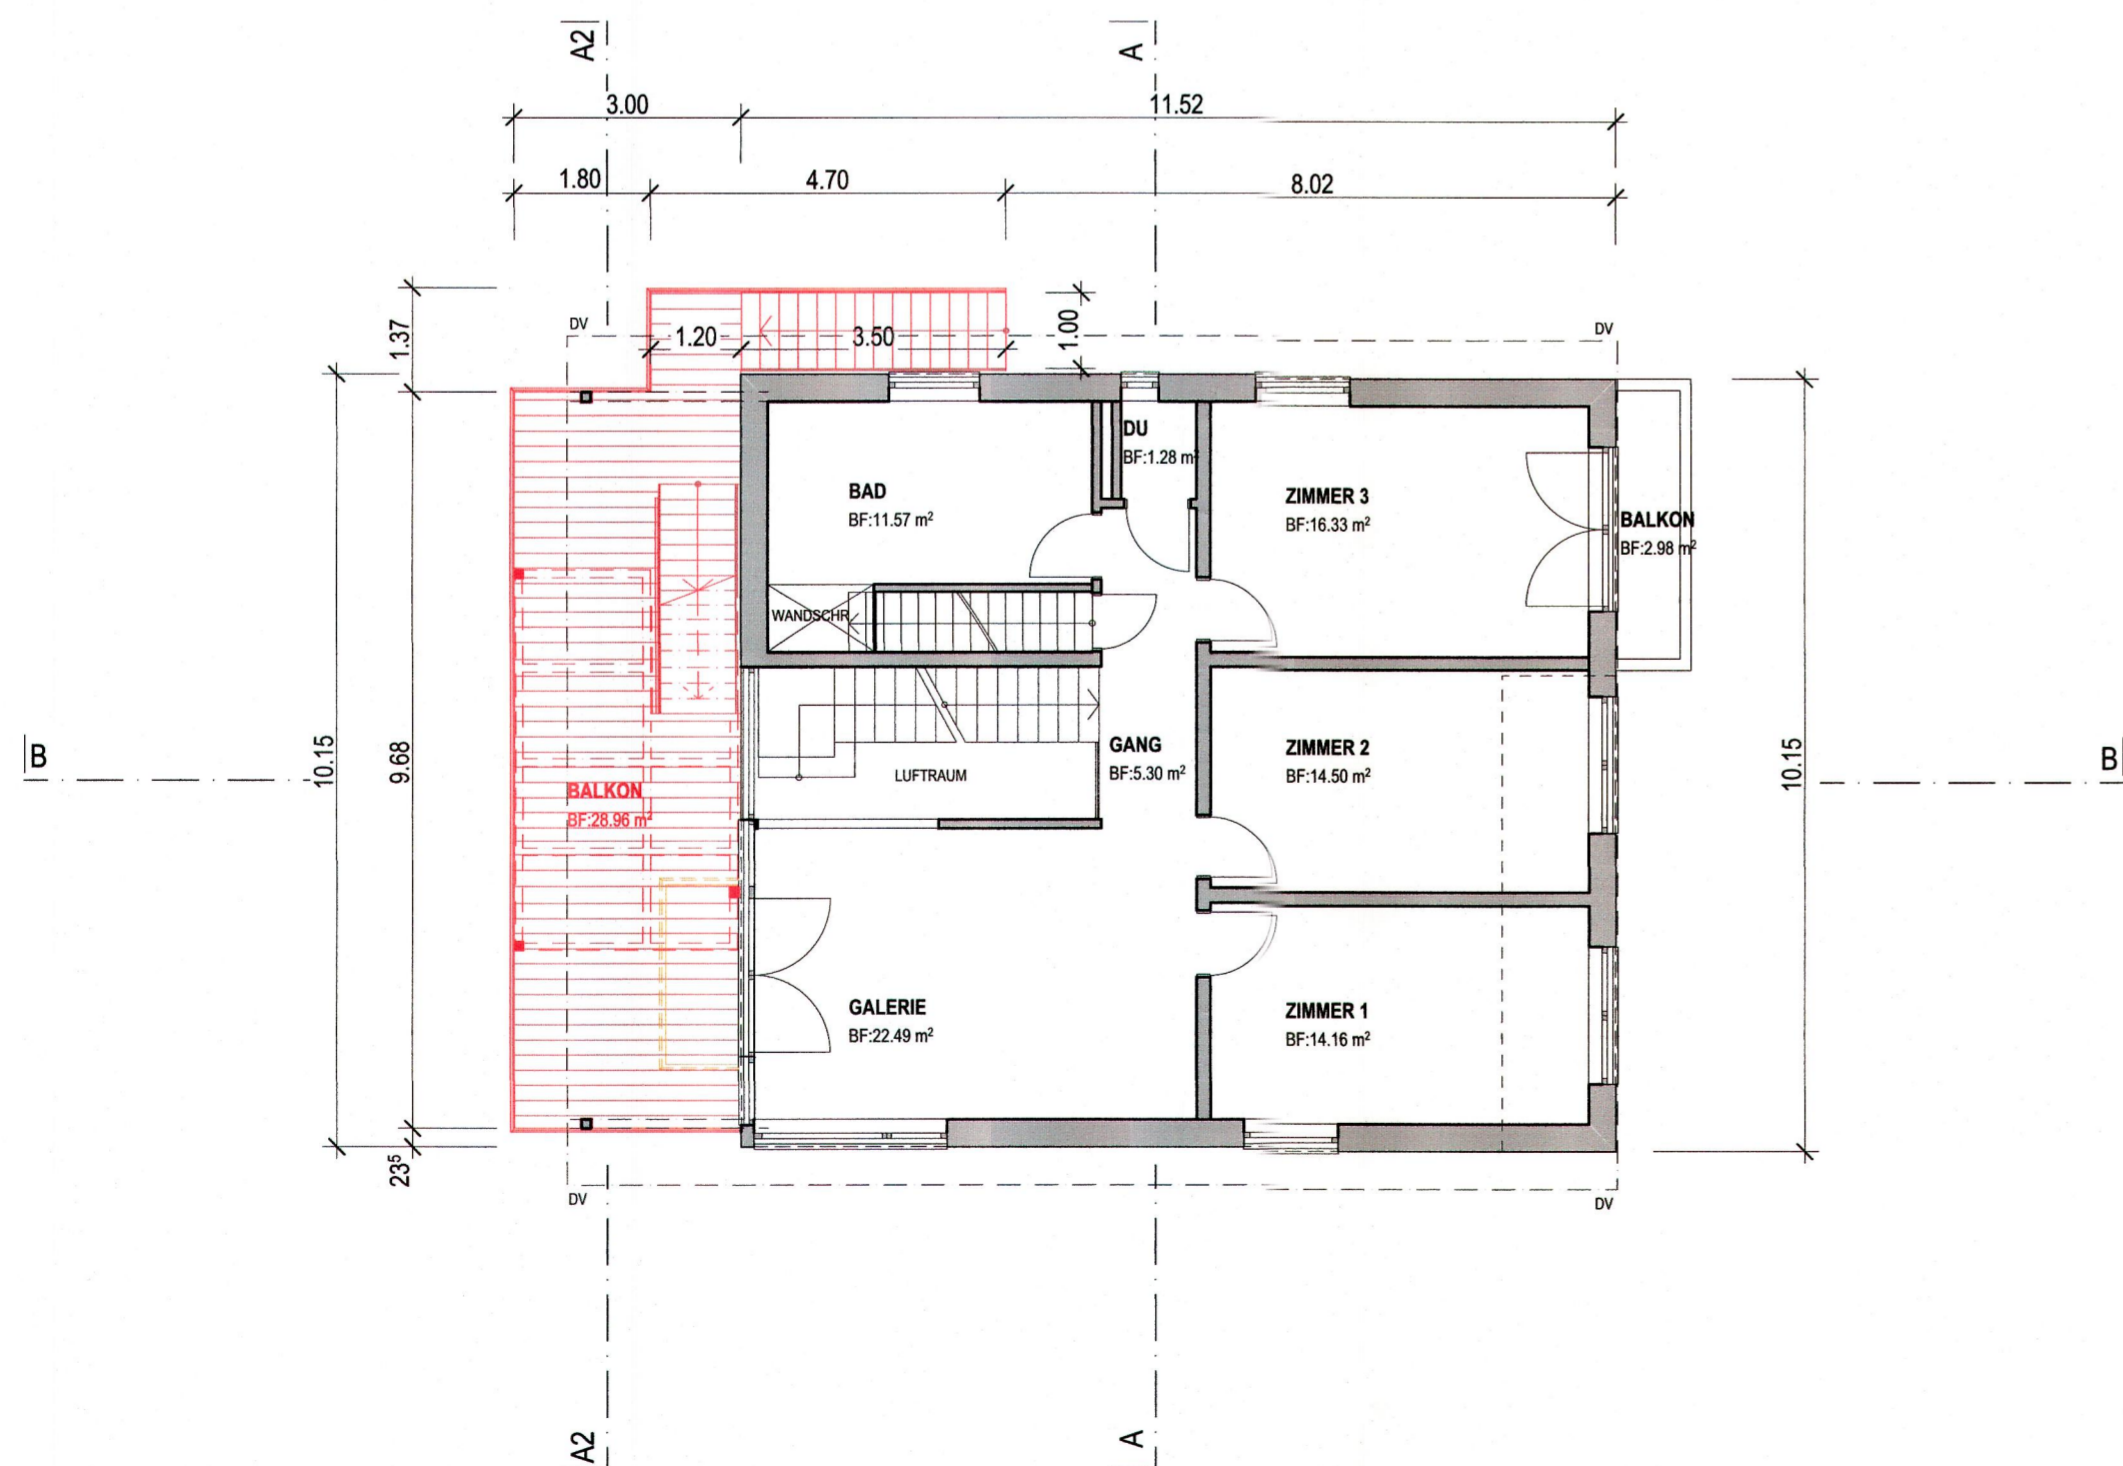 A2
A
3.00
11.52
1.80
4.70
8.02
DV
DV
1.37
1.20
3.50
1.00
DU
BF:1.28 m²
BAD
BF:11.57 m²
ZIMMER 3
BF:16.33 m²
BALKON
BF:2.98 m²
WANDSCHR
B
10.15
9.68
GANG
BF:5.30 m²
LUFTRAUM
ZIMMER 2
BF:14.50 m²
10.15
B
BALKON
BF:28.96 m²
GALERIE
BF:22.49 m²
ZIMMER 1
BF:14.16 m²
23⁵
DV
DV
A2
A